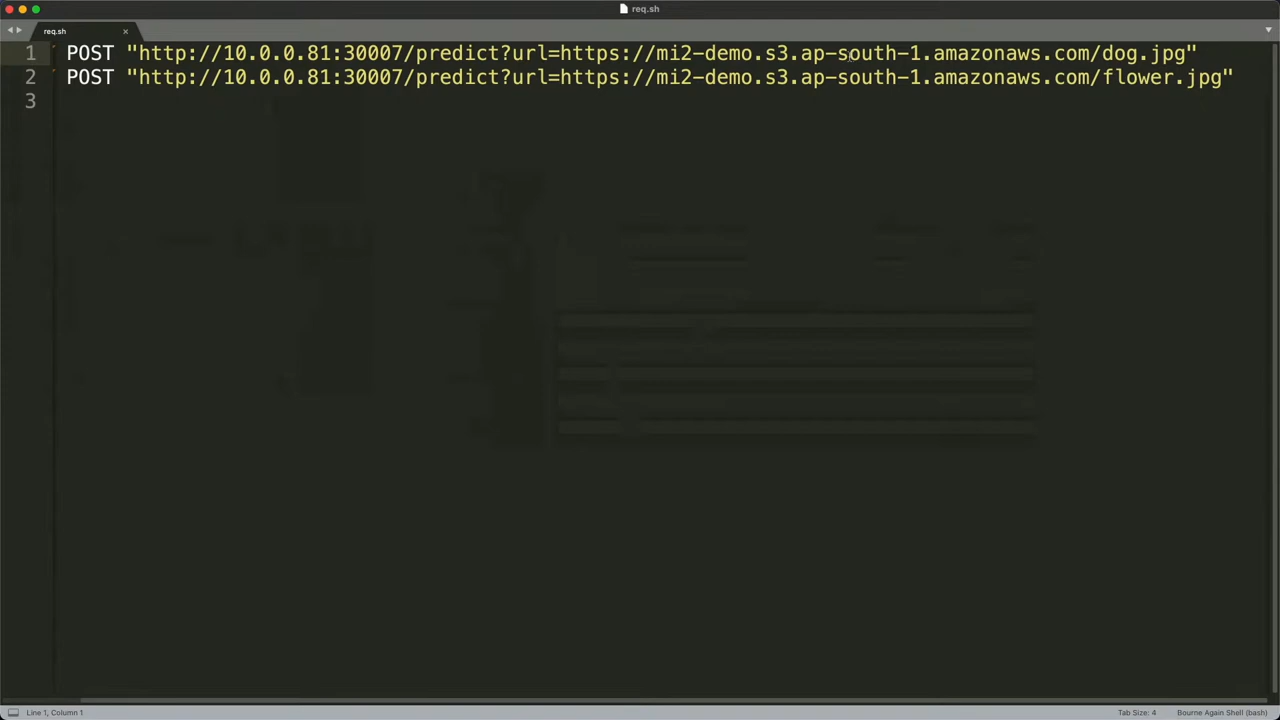 req.sh
req.sh ×
1 POST "http://10.0.0.81:30007/predict?url=https://mi2-demo.s3.ap-south-1.amazonaws.com/dog.jpg"
2 POST "http://10.0.0.81:30007/predict?url=https://mi2-demo.s3.ap-south-1.amazonaws.com/flower.jpg"
3
Line 1, Column 1 Tab Size: 4 Bourne Again Shell (bash)